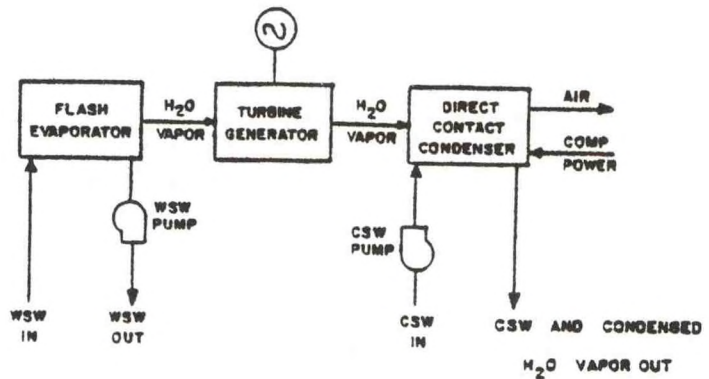 FLASH
EVAPORATOR
H₂O
VAPOR
TURBINE
GENERATOR
H₂O
VAPOR
DIRECT
CONTACT
CONDENSER
AIR
COMP
POWER
WSW
PUMP
CSW
PUMP
WSW
IN
WSW
OUT
CSW
IN
CSW AND CONDENSED
H₂O VAPOR OUT